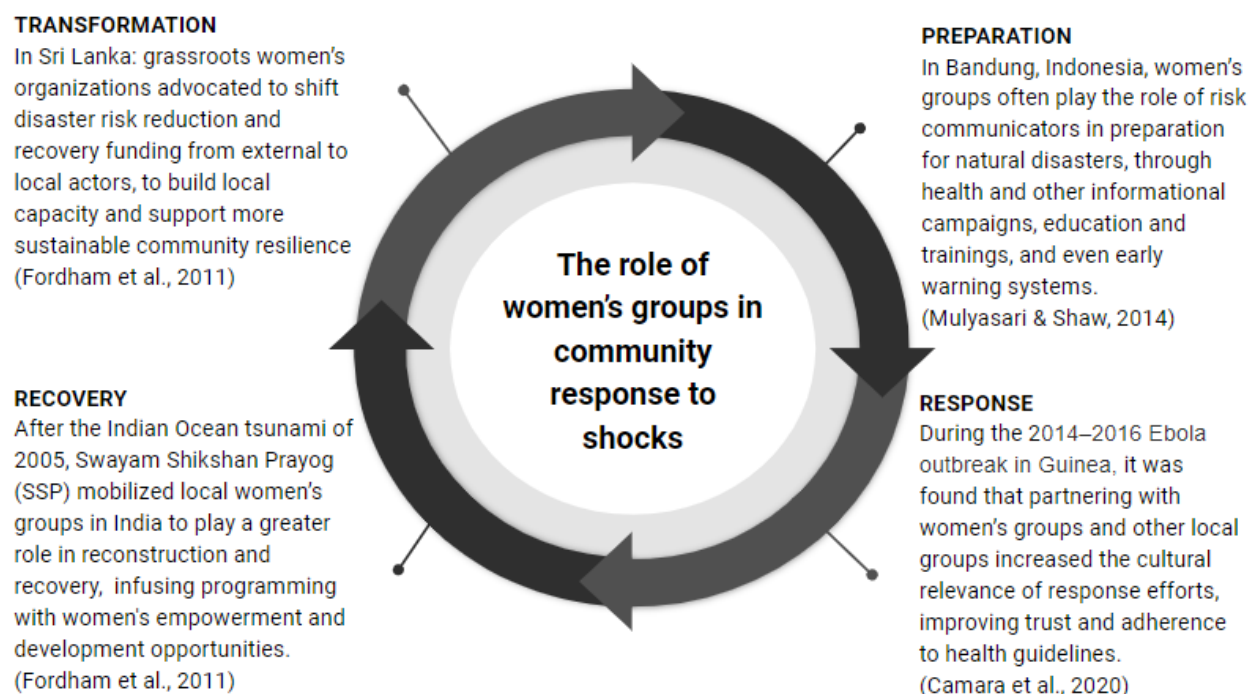 TRANSFORMATION
In Sri Lanka: grassroots women's
organizations advocated to shift
disaster risk reduction and
recovery funding from external to
local actors, to build local
capacity and support more
sustainable community resilience
(Fordham et al., 2011)
PREPARATION
In Bandung, Indonesia, women's
groups often play the role of risk
communicators in preparation
for natural disasters, through
health and other informational
campaigns, education and
trainings, and even early
warning systems.
(Mulyasari & Shaw, 2014)
The role of
women's groups in
community
response to
shocks
RECOVERY
After the Indian Ocean tsunami of
2005, Swayam Shikshan Prayog
(SSP) mobilized local women's
groups in India to play a greater
role in reconstruction and
recovery,  infusing programming
with women's empowerment and
development opportunities.
(Fordham et al., 2011)
RESPONSE
During the 2014–2016 Ebola
outbreak in Guinea, it was
found that partnering with
women's groups and other local
groups increased the cultural
relevance of response efforts,
improving trust and adherence
to health guidelines.
(Camara et al., 2020)